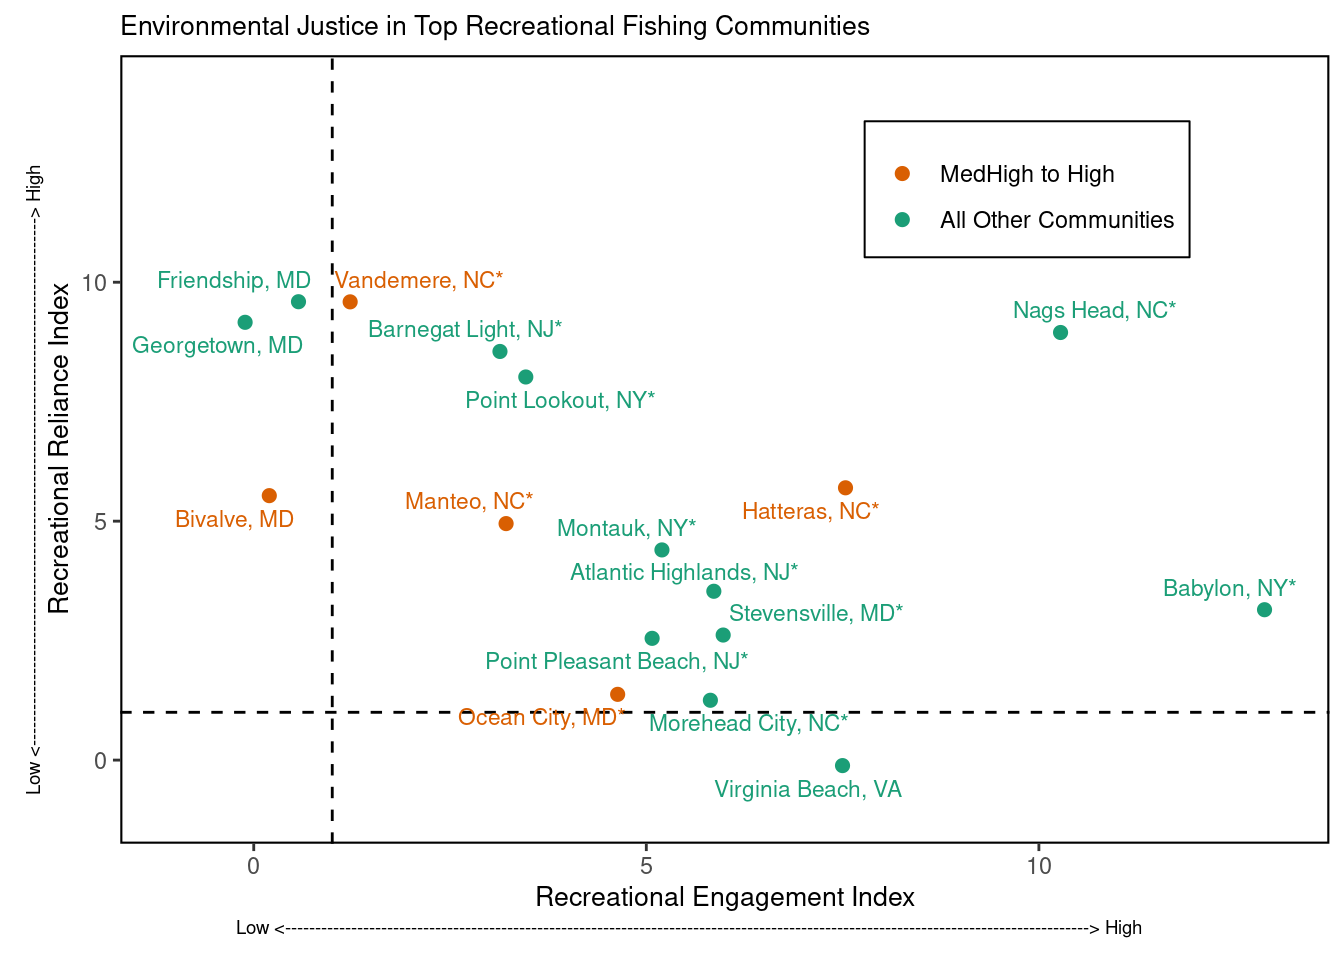 Environmental Justice in Top Recreational Fishing Communities
MedHigh to High
All Other Communities
Friendship, MD
Vandemere, NC*
Nags Head, NC*
Barnegat Light, NJ*
Georgetown, MD
Point Lookout, NY*
Manteo, NC*
Hatteras, NC*
Bivalve, MD
Montauk, NY*
Atlantic Highlands, NJ*
Babylon, NY*
Stevensville, MD*
Point Pleasant Beach, NJ*
Ocean City, MD*
Morehead City, NC*
Virginia Beach, VA
10
5
0
Recreational Reliance Index
Low <--------------------------------------------------------------------------------------> High
0
5
10
Recreational Engagement Index
Low <--------------------------------------------------------------------------------------------------------------------------------------> High